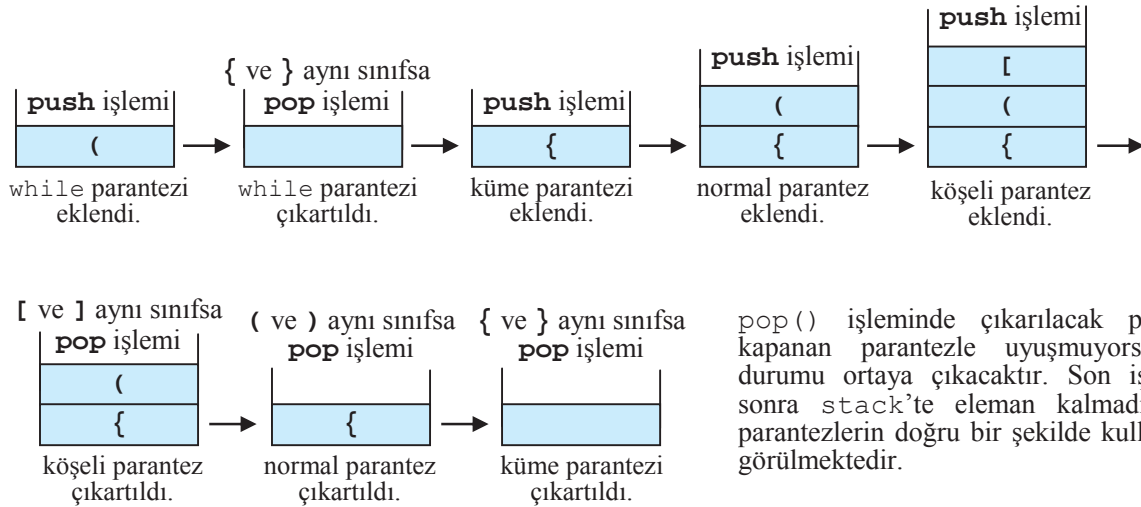 push işlemi
(
while parantezi
eklendi.
{ ve } aynı sınıfsa
pop işlemi
while parantezi
çıkartıldı.
push işlemi
{
küme parantezi
eklendi.
push işlemi
(
{
normal parantez
eklendi.
push işlemi
[
(
{
köşeli parantez
eklendi.
[ ve ] aynı sınıfsa
pop işlemi
(
{
köşeli parantez
çıkartıldı.
( ve ) aynı sınıfsa
pop işlemi
{
normal parantez
çıkartıldı.
{ ve } aynı sınıfsa
pop işlemi
küme parantezi
çıkartıldı.
pop() işleminde çıkarılacak
kapanan parantezle
durumu ortaya çıkacaktır. Son
sonra stack'te eleman
parantezlerin doğru bir şekilde
görülmektedir.